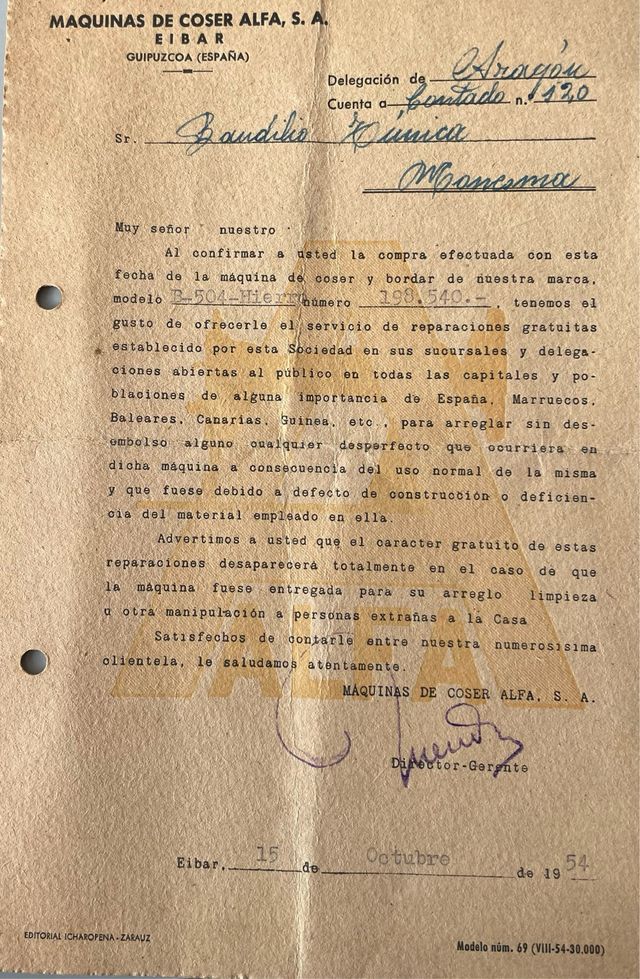 MAQUINAS DE COSER ALFA, S. A.
EIBAR
GUIPUZCOA (ESPAÑA)
Delegación de Aragón
Cuenta a Contado n.º 120
Sr. Baudilio Zúnica
Muy señor nuestro
Al confirmar a usted la compra efectuada con esta
fecha de la máquina de coser y bordar de nuestra marca,
modelo B-504-Hierro número 198.540.-, tenemos el
gusto de ofrecerle el servicio de reparaciones gratuitas
establecido por esta Sociedad en sus sucursales y delega-
ciones abiertas al público en todas las capitales y po-
blaciones de alguna importancia de España, Marruecos,
Baleares, Canarias, Guinea, etc., para arreglar sin des-
embolso alguno cualquier desperfecto que ocurriera en
dicha máquina a consecuencia del uso normal de la misma
y que fuese debido a defecto de construcción o deficien-
cia del material empleado en ella.
Advertimos a usted que el carácter gratuito de estas
reparaciones desaparecerá totalmente en el caso de que
la máquina fuese entregada para su arreglo limpieza
u otra manipulación a personas extrañas a la Casa
Satisfechos de contarle entre nuestra numerosisima
clientela, le saludamos atentamente.
ALFA
MÁQUINAS DE COSER ALFA, S. A.
Director-Gerente
Eibar, 15 de Octubre de 1954
EDITORIAL ICHAROPENA - ZARAUZ
Modelo núm. 69 (VIII-54-30.000)